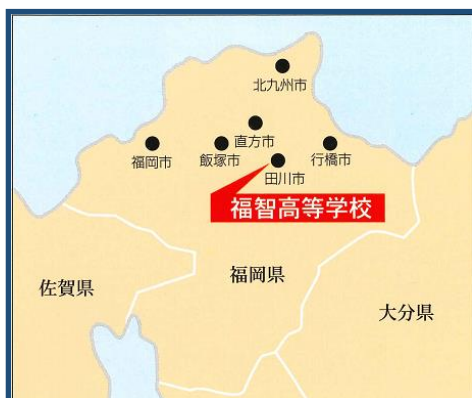 北九州市
直方市
福岡市
飯塚市
行橋市
田川市
福智高等学校
佐賀県
福岡県
大分県